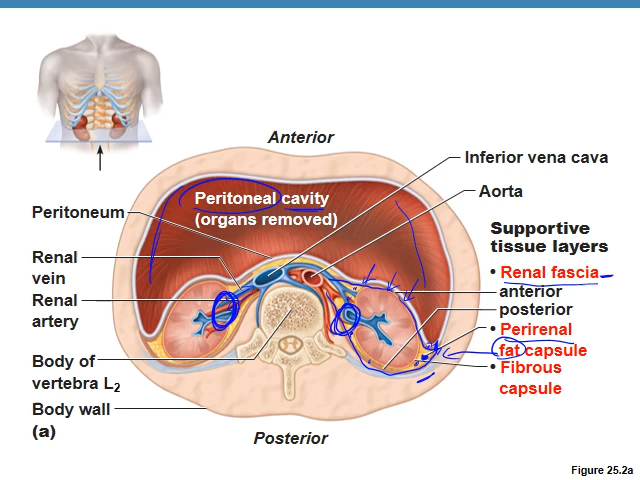 Anterior
Inferior vena cava
Peritoneal cavity
(organs removed)
Aorta
Peritoneum
Supportive
tissue layers
Renal
vein
• Renal fascia
anterior
Renal
artery
posterior
• Perirenal
fat capsule
Body of
vertebra L2
• Fibrous
capsule
Body wall
(a)
Posterior
Figure 25.2a